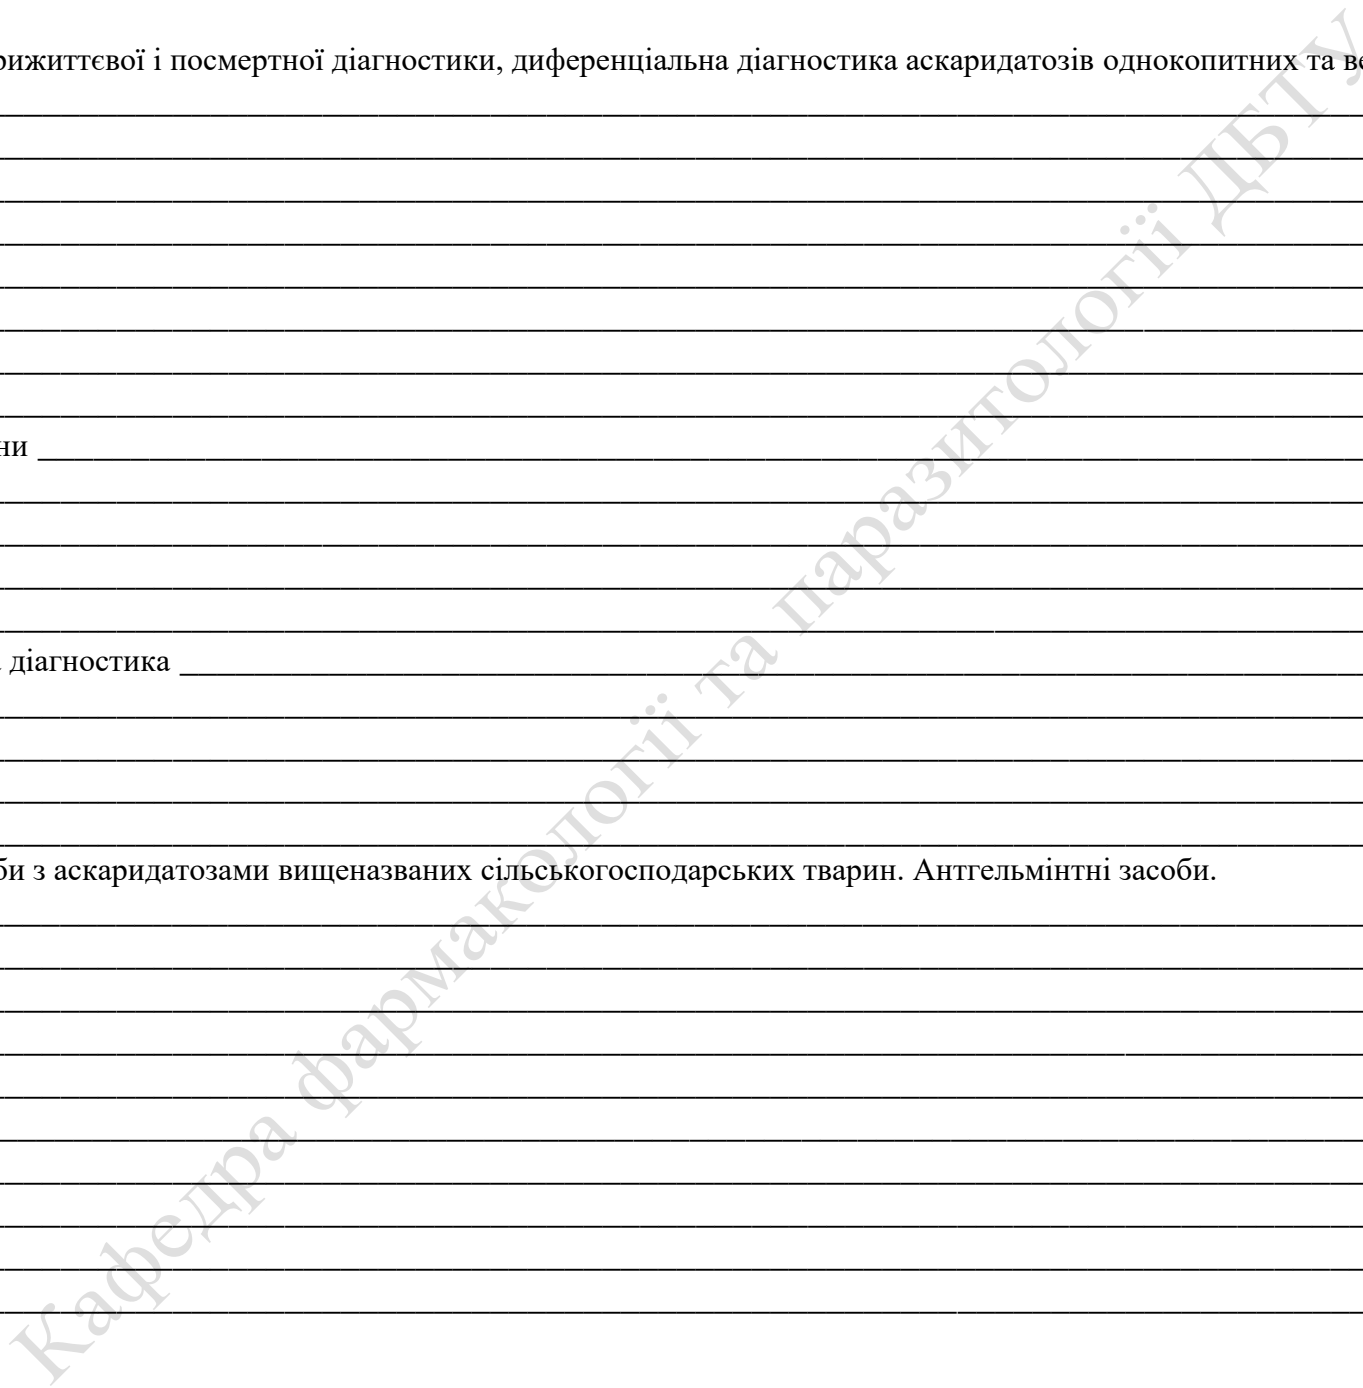 рижиттєвої і посмертної діагностики, диференціальна діагностика аскаридатозів однокопитних та ве
ни
діагностика
би з аскаридатозами вищеназваних сільськогосподарських тварин. Антгельмінтні засоби.
Кафедра фармакології та паразитології ДБТУ